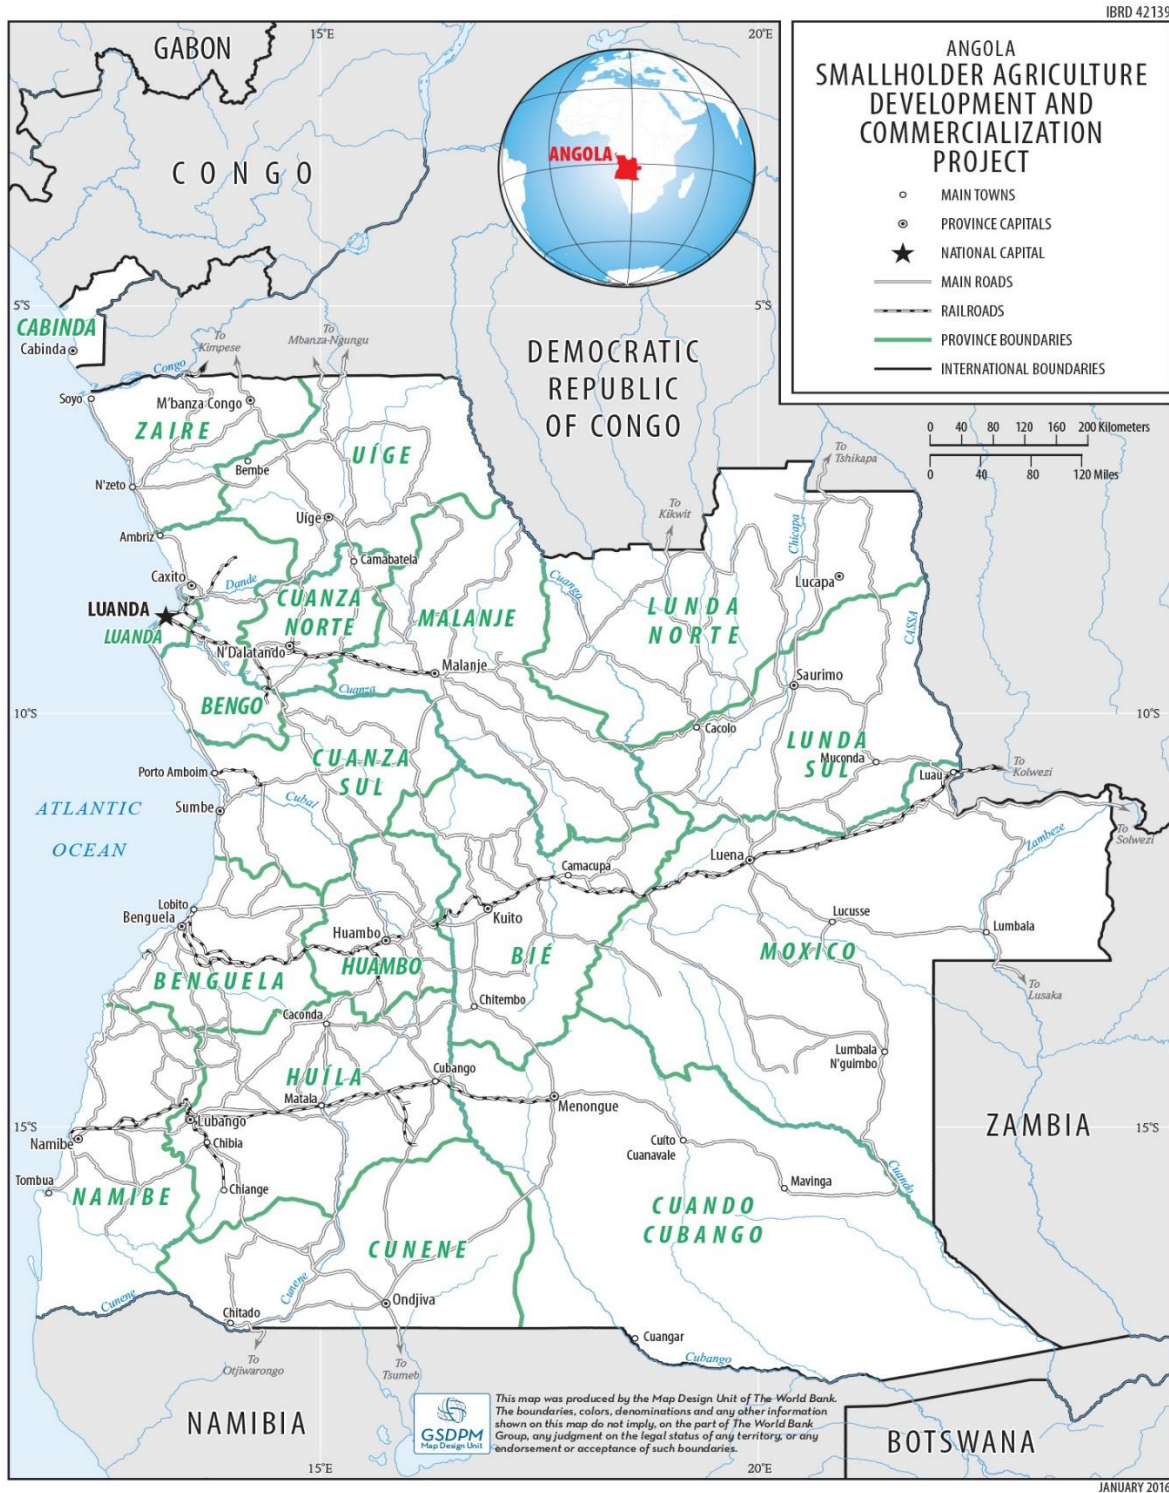 IBRD 42139
15°E
20°E
GABON
CONGO
ANGOLA
ANGOLA
SMALLHOLDER AGRICULTURE
DEVELOPMENT AND
COMMERCIALIZATION
PROJECT
MAIN TOWNS
PROVINCE CAPITALS
NATIONAL CAPITAL
MAIN ROADS
RAILROADS
PROVINCE BOUNDARIES
INTERNATIONAL BOUNDARIES
0 40 80 120 160 200 Kilometers
0 40 80 120 Miles
5°S
5°S
CABINDA
Cabinda
To
Kimpese
To
Mbanza-Ngungu
DEMOCRATIC
REPUBLIC
OF CONGO
Congo
Soyo
M'banza Congo
ZAIRE
UÍGE
Bembe
N'zeto
To
Tshikapa
To
Kikwit
Uíge
Ambriz
Chicapa
Camabatela
Caxito
Dande
Cuango
Lucapa
LUANDA
LUANDA
CUANZA
NORTE
MALANJE
LUNDA
NORTE
CASSA
N'Dalatando
Malanje
Saurimo
Cuanza
BENGO
10°S
10°S
Cacolo
CUANZA
SUL
LUNDA
SUL
Muconda
Luau
To
Kolwezi
Porto Amboim
Sumbe
Cubal
ATLANTIC
OCEAN
Zambeze
To
Solwezi
Luena
Camacupa
Lobito
Benguela
Kuito
Lucusse
Lumbala
Huambo
HUAMBO
BIÉ
MOXICO
BENGUELA
To
Lusaka
Chitembo
Caconda
Lumbala
N'guimbo
HUÍLA
Cubango
Matala
Menongue
Lubango
Chibia
ZAMBIA
15°S
15°S
Namibe
Cuíto
Cuanavale
Tombua
NAMIBE
Chiange
Mavinga
Cuando
CUANDO
CUBANGO
CUNENE
Cunene
Cunene
Ondjiva
Chitado
Cuangar
Cubango
To
Otjiwarongo
To
Tsumeb
NAMIBIA
BOTSWANA
GSDPM
Map Design Unit
This map was produced by the Map Design Unit of The World Bank.
The boundaries, colors, denominations and any other information
shown on this map do not imply, on the part of The World Bank
Group, any judgment on the legal status of any territory, or any
endorsement or acceptance of such boundaries.
15°E
20°E
JANUARY 2016